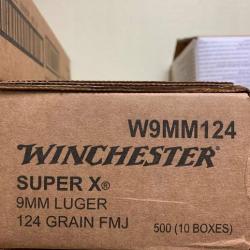 W9MM124
WINCHESTER
SUPER X®
9MM LUGER
124 GRAIN FMJ 500 (10 BOXES)